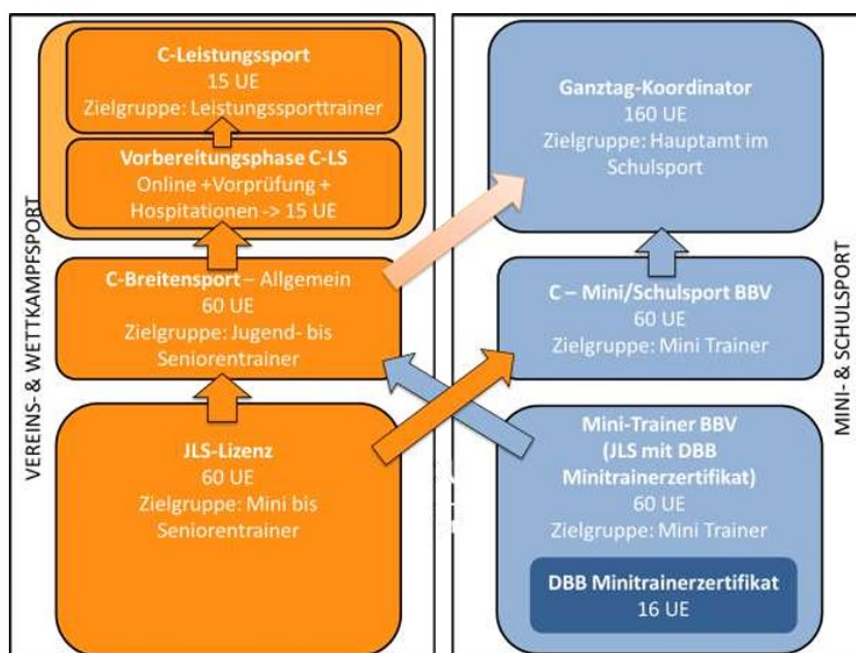 VEREINS- & WETTKAMPFSPORT
C-Leistungssport
15 UE
Zielgruppe: Leistungssporttrainer
Vorbereitungsphase C-LS
Online +Vorprüfung +
Hospitationen -> 15 UE
C-Breitensport – Allgemein
60 UE
Zielgruppe: Jugend- bis
Seniorentrainer
JLS-Lizenz
60 UE
Zielgruppe: Mini bis
Seniorentrainer
Ganztag-Koordinator
160 UE
Zielgruppe: Hauptamt im
Schulsport
C – Mini/Schulsport BBV
60 UE
Zielgruppe: Mini Trainer
Mini-Trainer BBV
(JLS mit DBB
Minitrainerzertifikat)
60 UE
Zielgruppe: Mini Trainer
DBB Minitrainerzertifikat
16 UE
MINI- & SCHULSPORT